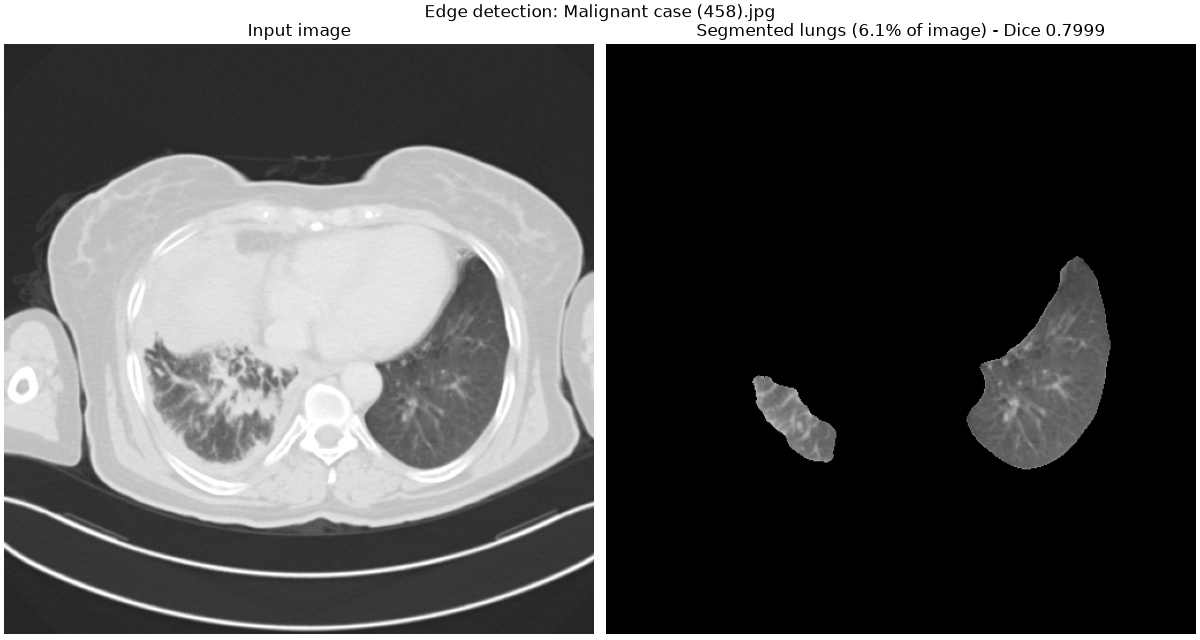 Edge detection: Malignant case (458).jpg
Input image
Segmented lungs (6.1% of image) - Dice 0.7999